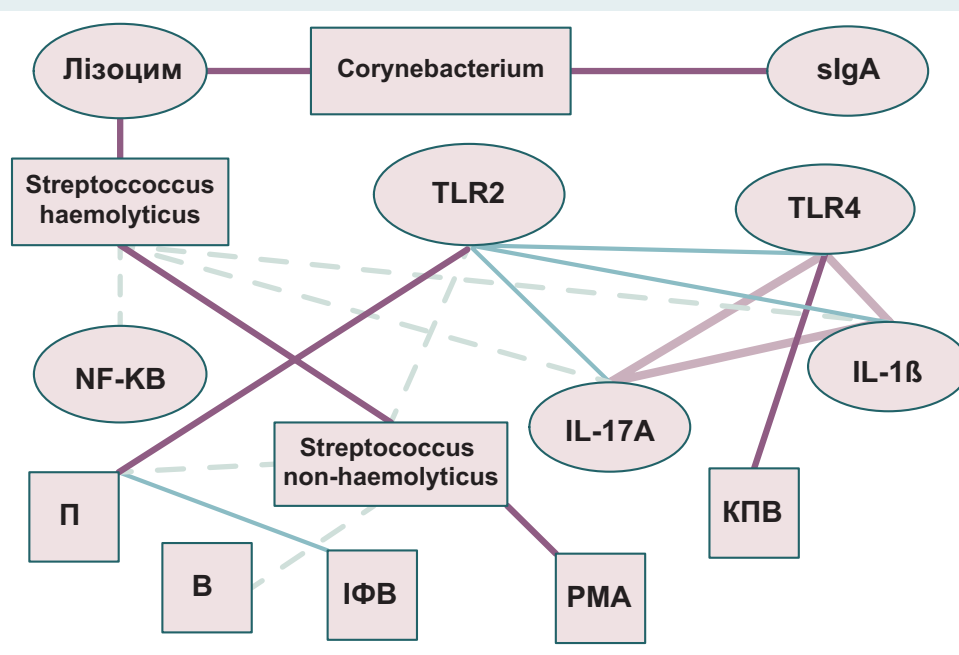 Лізоцим
Corynebacterium
sIgA
Streptoccoccus
haemolyticus
TLR2
TLR4
NF-KB
IL-17A
IL-1ß
Streptococcus
non-haemolyticus
П
В
ІФВ
РМА
КПВ